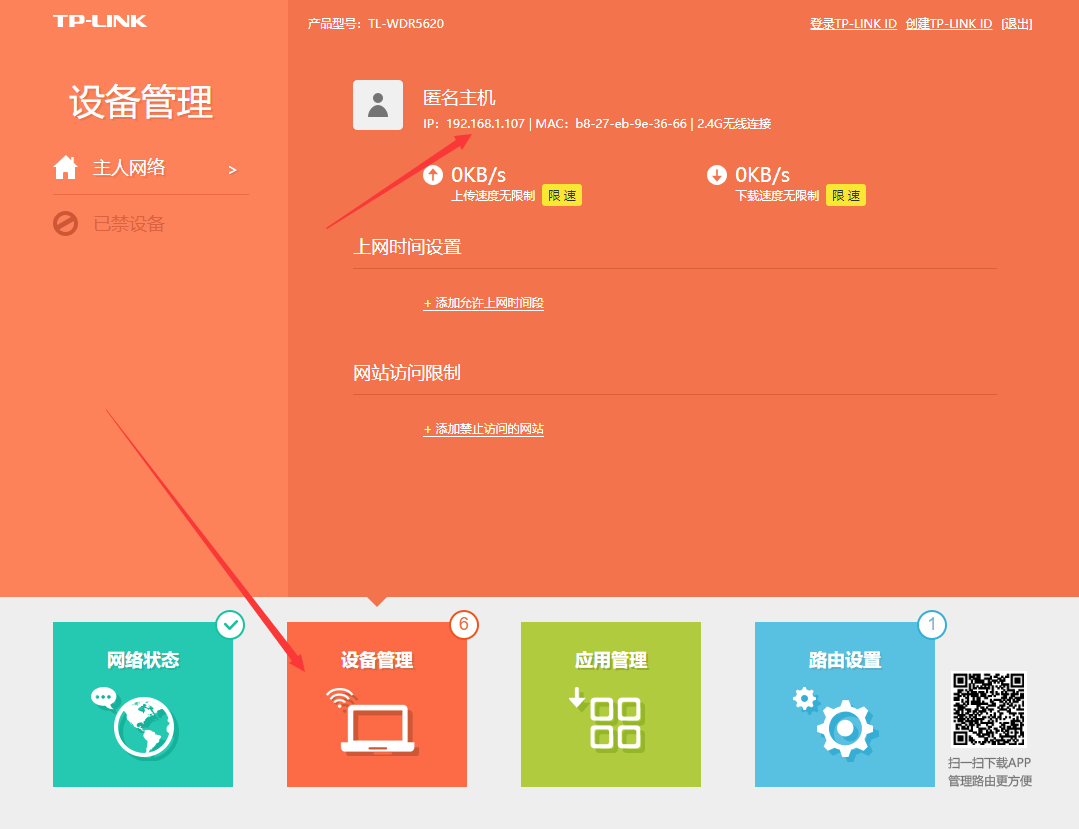 TP-LINK
产品型号：TL-WDR5620
登录TP-LINK ID 创建TP-LINK ID [退出]
设备管理
主人网络 >
已禁设备
匿名主机
IP：192.168.1.107 | MAC：b8-27-eb-9e-36-66 | 2.4G无线连接
0KB/s
上传速度无限制 限 速
0KB/s
下载速度无限制 限 速
上网时间设置
+ 添加允许上网时间段
网站访问限制
+ 添加禁止访问的网站
网络状态
6
设备管理
应用管理
1
路由设置
扫一扫下载APP
管理路由更方便